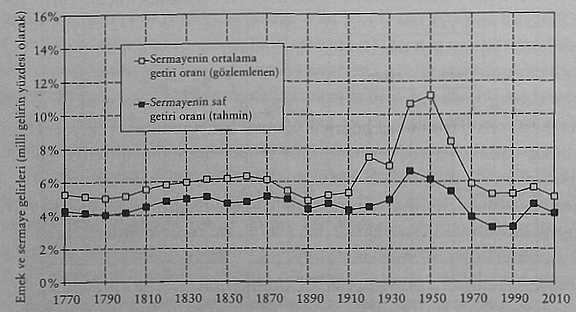 Emek ve sermaye gelirleri (milli gelirin yüzdesi olarak)
16%
14%
12%
10%
8%
6%
4%
2%
0%
Sermayenin ortalama
getiri oranı (gözlemlenen)
Sermayenin saf
getiri oranı (tahmin)
1770 1790 1810 1830 1850 1870 1890 1910 1930 1950 1970 1990 2010